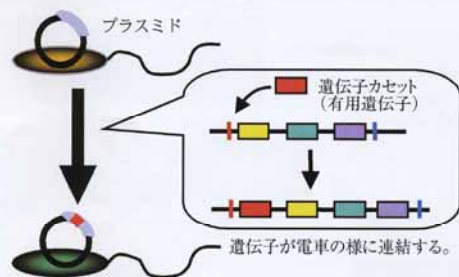 プラスミド
遺伝子カセット
(有用遺伝子)
遺伝子が電車の様に連結する。